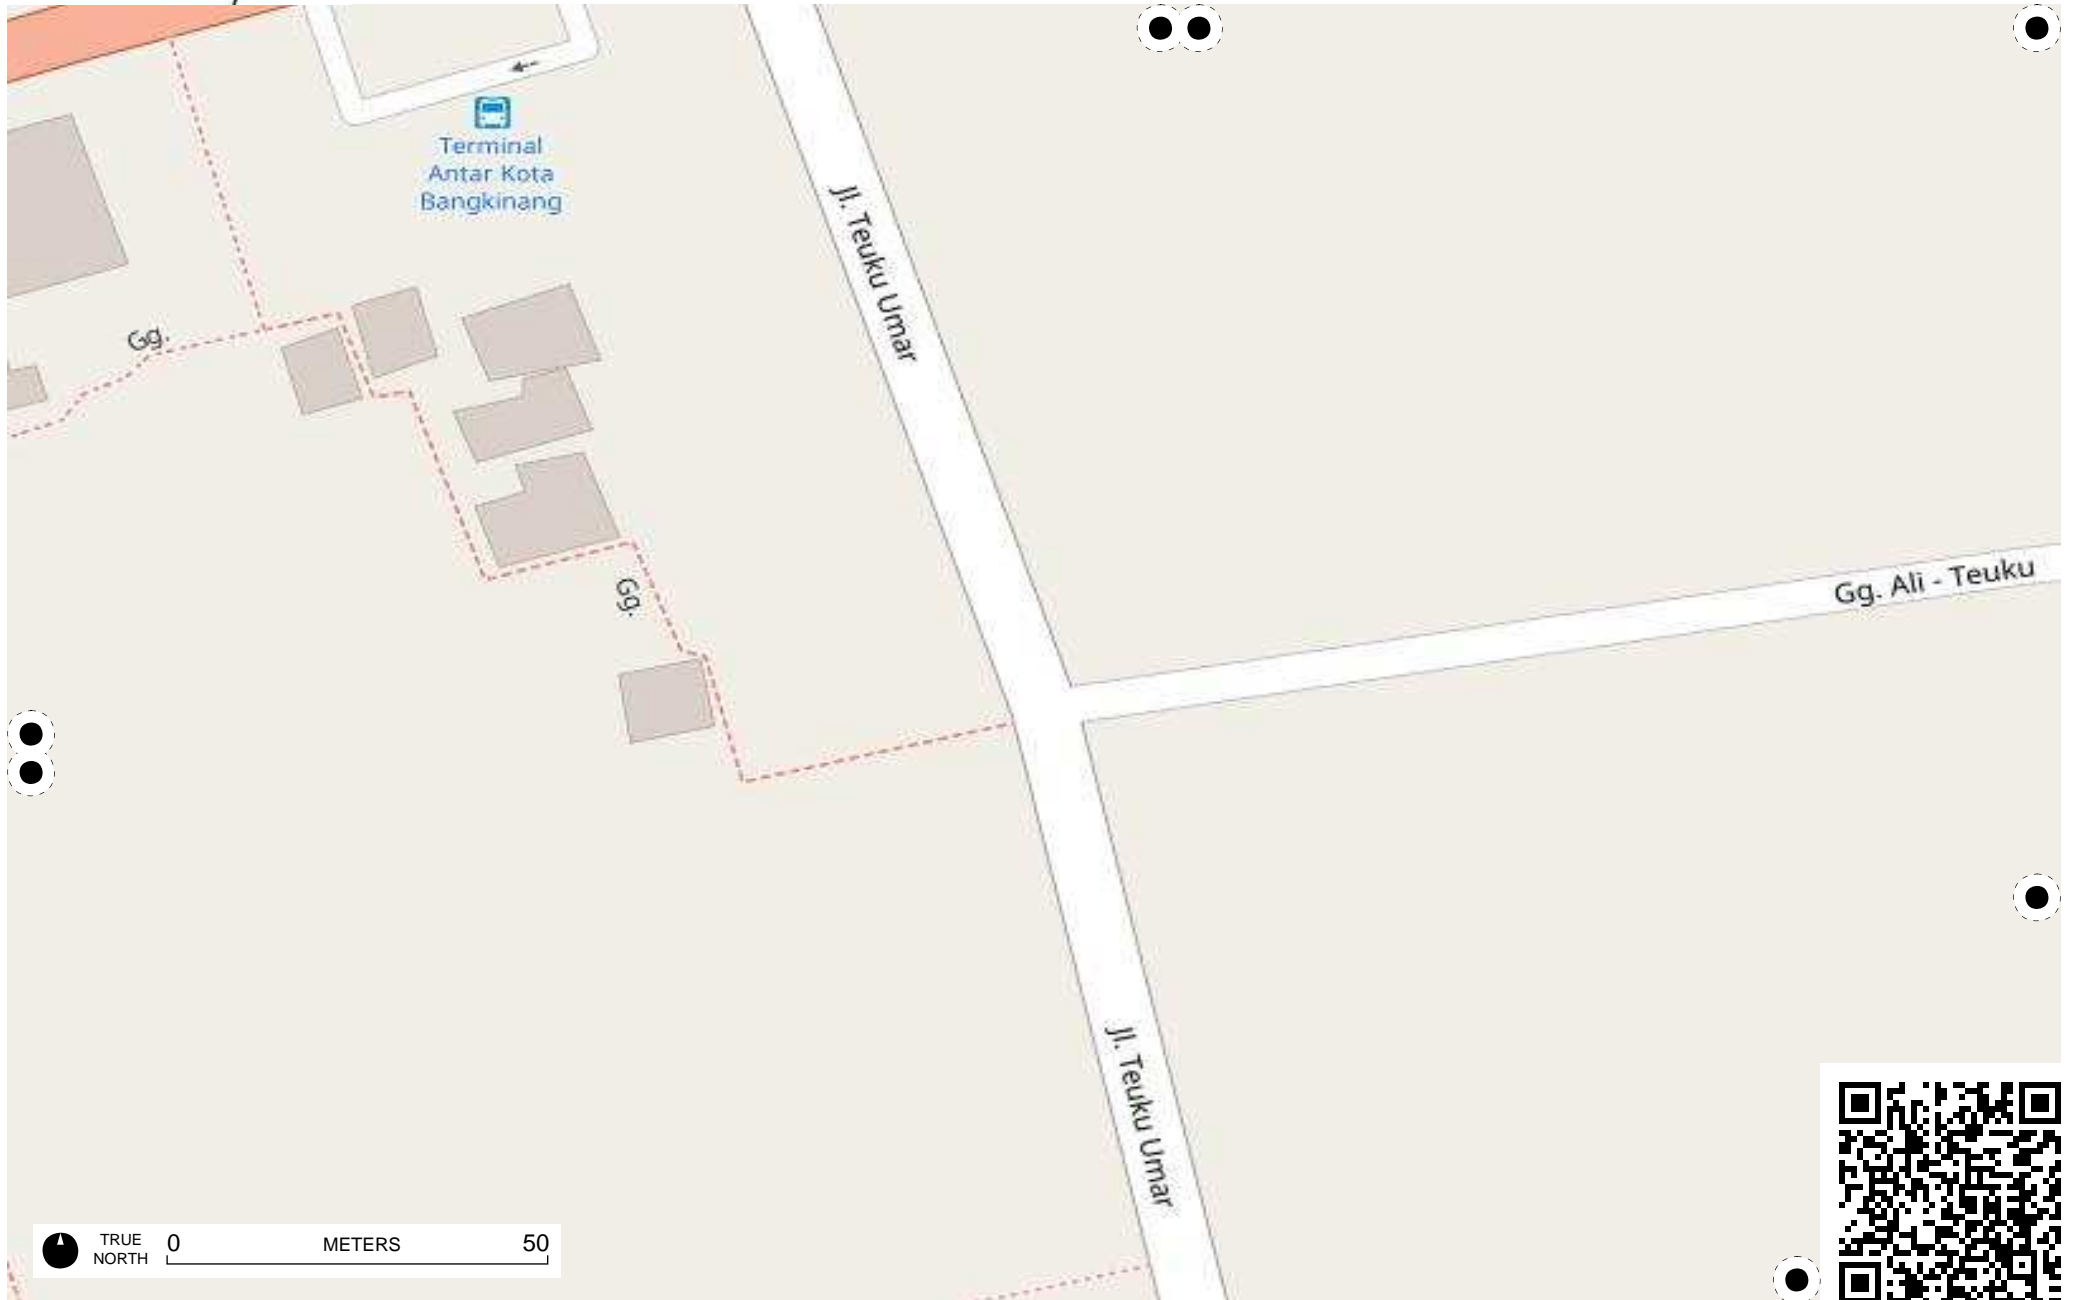 Terminal
Antar Kota
Bangkinang
Jl. Teuku Umar
Gg.
Gg.
Gg. Ali - Teuku
Jl. Teuku Umar
TRUE
NORTH
0 METERS 50